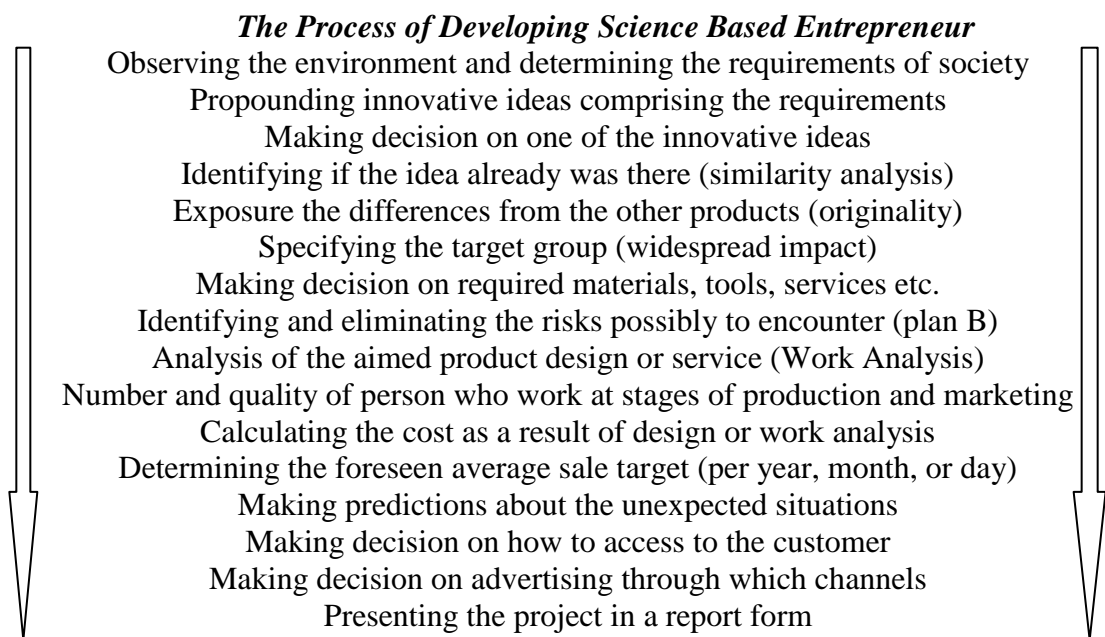 The Process of Developing Science Based Entrepreneur
Observing the environment and determining the requirements of society
Propounding innovative ideas comprising the requirements
Making decision on one of the innovative ideas
Identifying if the idea already was there (similarity analysis)
Exposure the differences from the other products (originality)
Specifying the target group (widespread impact)
Making decision on required materials, tools, services etc.
Identifying and eliminating the risks possibly to encounter (plan B)
Analysis of the aimed product design or service (Work Analysis)
Number and quality of person who work at stages of production and marketing
Calculating the cost as a result of design or work analysis
Determining the foreseen average sale target (per year, month, or day)
Making predictions about the unexpected situations
Making decision on how to access to the customer
Making decision on advertising through which channels
Presenting the project in a report form